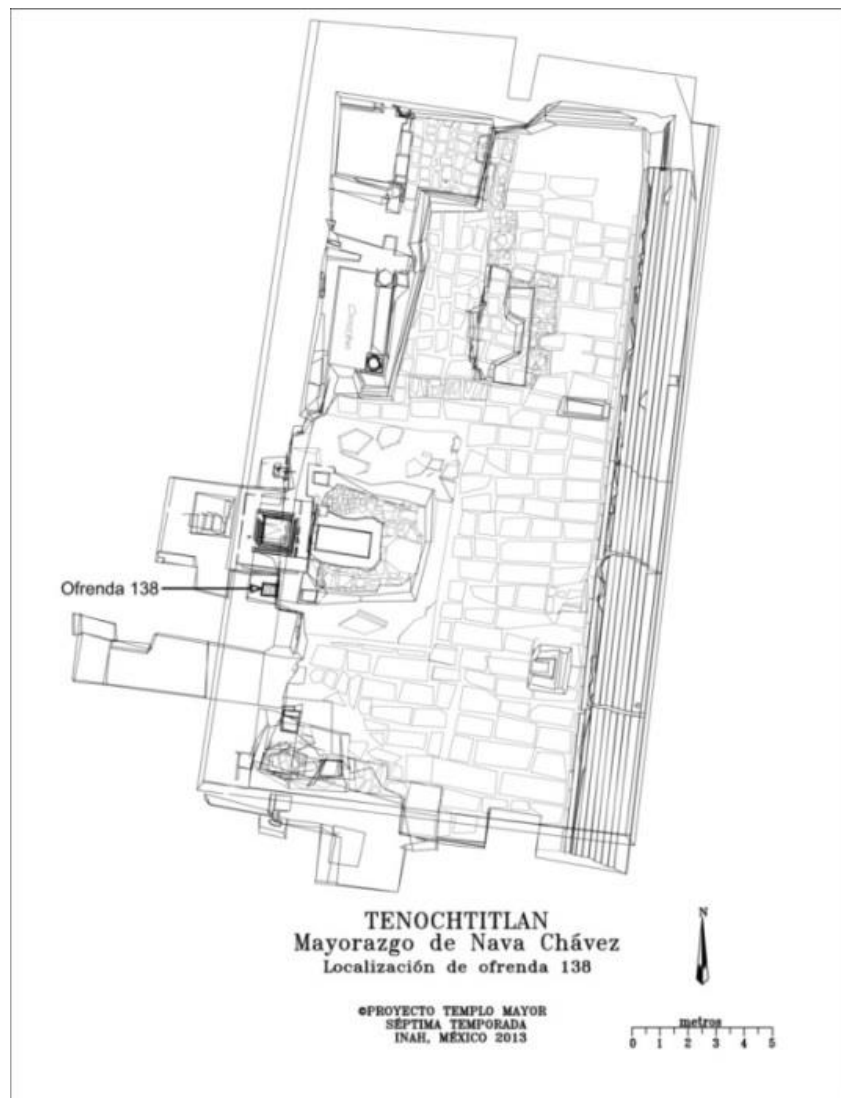 Ofrenda 138
TENOCHTITLAN
Mayorazgo de Nava Chávez
Localización de ofrenda 138
N
©PROYECTO TEMPLO MAYOR
SÉPTIMA TEMPORADA
INAH, MÉXICO 2013
metros
0 1 2 3 4 5